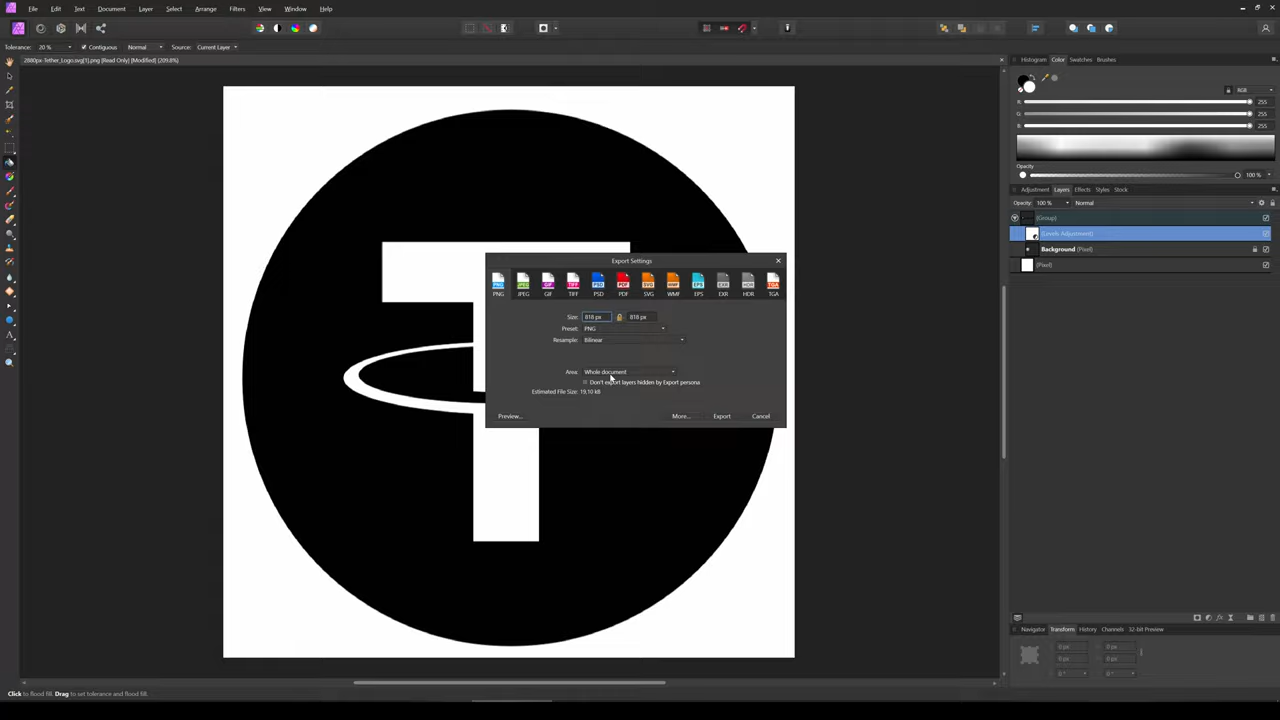 File Edit Text Document Layer Select Arrange Filters View Window Help
Tolerance: 20 % Contiguous Normal Source: Current Layer
2880px-Tether_Logo.svg(1).png [Read Only] [Modified] (209.8%)
Histogram Color Swatches Brushes
RGB
R: 255
G: 255
B: 255
Opacity
100 %
Adjustment Layers Effects Styles Stock
Opacity: 100 % Normal
(Group)
(Levels Adjustment)
Background (Pixel)
(Pixel)
Export Settings
PNG JPEG GIF TIFF PSD PDF SVG WMF EPS EXR HDR TGA
Size: 818 px 818 px
Preset: PNG
Resample: Bilinear
Area: Whole document
Don't export layers hidden by Export persona
Estimated File Size: 19,10 kB
Preview... More... Export Cancel
Navigator Transform History Channels 32-bit Preview
0 px 0 px
0 px 0 px
0 ° 0 °
Click to flood fill. Drag to set tolerance and flood fill.